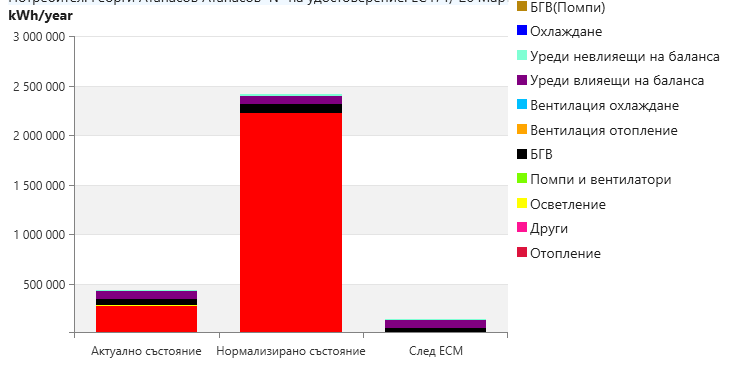 kWh/year
3 000 000
2 500 000
2 000 000
1 500 000
1 000 000
500 000
Актуално състояние
Нормализирано състояние
След ЕСМ
БГВ(Помпи)
Охлаждане
Уреди невлияещи на баланса
Уреди влияещи на баланса
Вентилация охлаждане
Вентилация отопление
БГВ
Помпи и вентилатори
Осветление
Други
Отопление